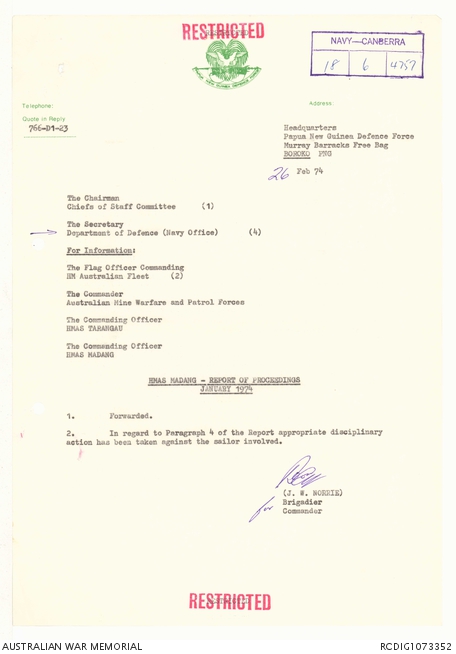 RESTRICTED
NAVY—CANBERRA
18 6 4757
Telephone:
Quote in Reply
766-D1-23
Address:
Headquarters
Papua New Guinea Defence Force
Murray Barracks Free Bag
BOROKO PNG
26 Feb 74
The Chairman
Chiefs of Staff Committee (1)
The Secretary
Department of Defence (Navy Office) (4)
For Information:
The Flag Officer Commanding
HM Australian Fleet (2)
The Commander
Australian Mine Warfare and Patrol Forces
The Commanding Officer
HMAS TARANGAU
The Commanding Officer
HMAS MADANG
HMAS MADANG - REPORT OF PROCEEDINGS
JANUARY 1974
1. Forwarded.
2. In regard to Paragraph 4 of the Report appropriate disciplinary
action has been taken against the sailor involved.
(J. W. NORRIE)
Brigadier
for Commander
RESTRICTED
AUSTRALIAN WAR MEMORIAL
RCDIG1073352